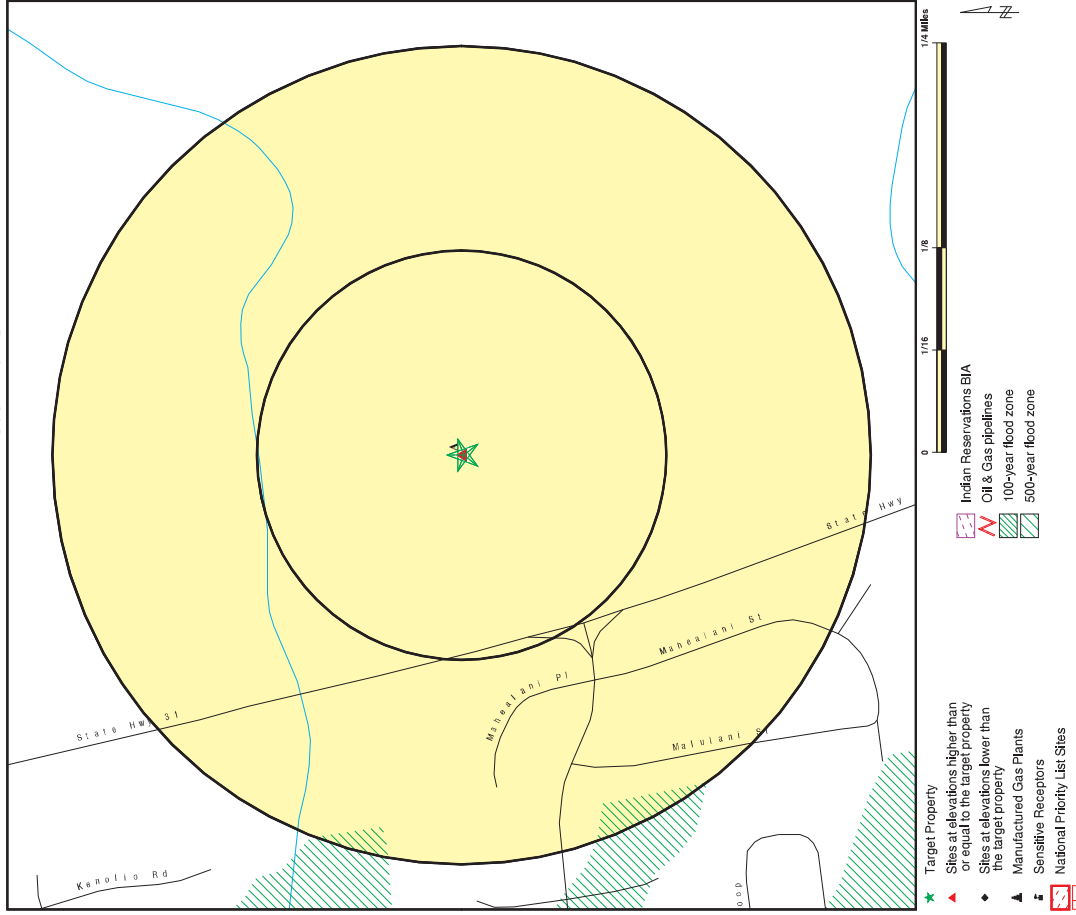 State Hwy 31
Kenolio Rd
Mahealani Pl
Mahealani St
State Hwy
oop
A
0
1/16
1/8
1/4 Miles
Target Property
Sites at elevations higher than
or equal to the target property
Sites at elevations lower than
the target property
Manufactured Gas Plants
Sensitive Receptors
National Priority List Sites
Indian Reservations BIA
Oil & Gas pipelines
100-year flood zone
500-year flood zone